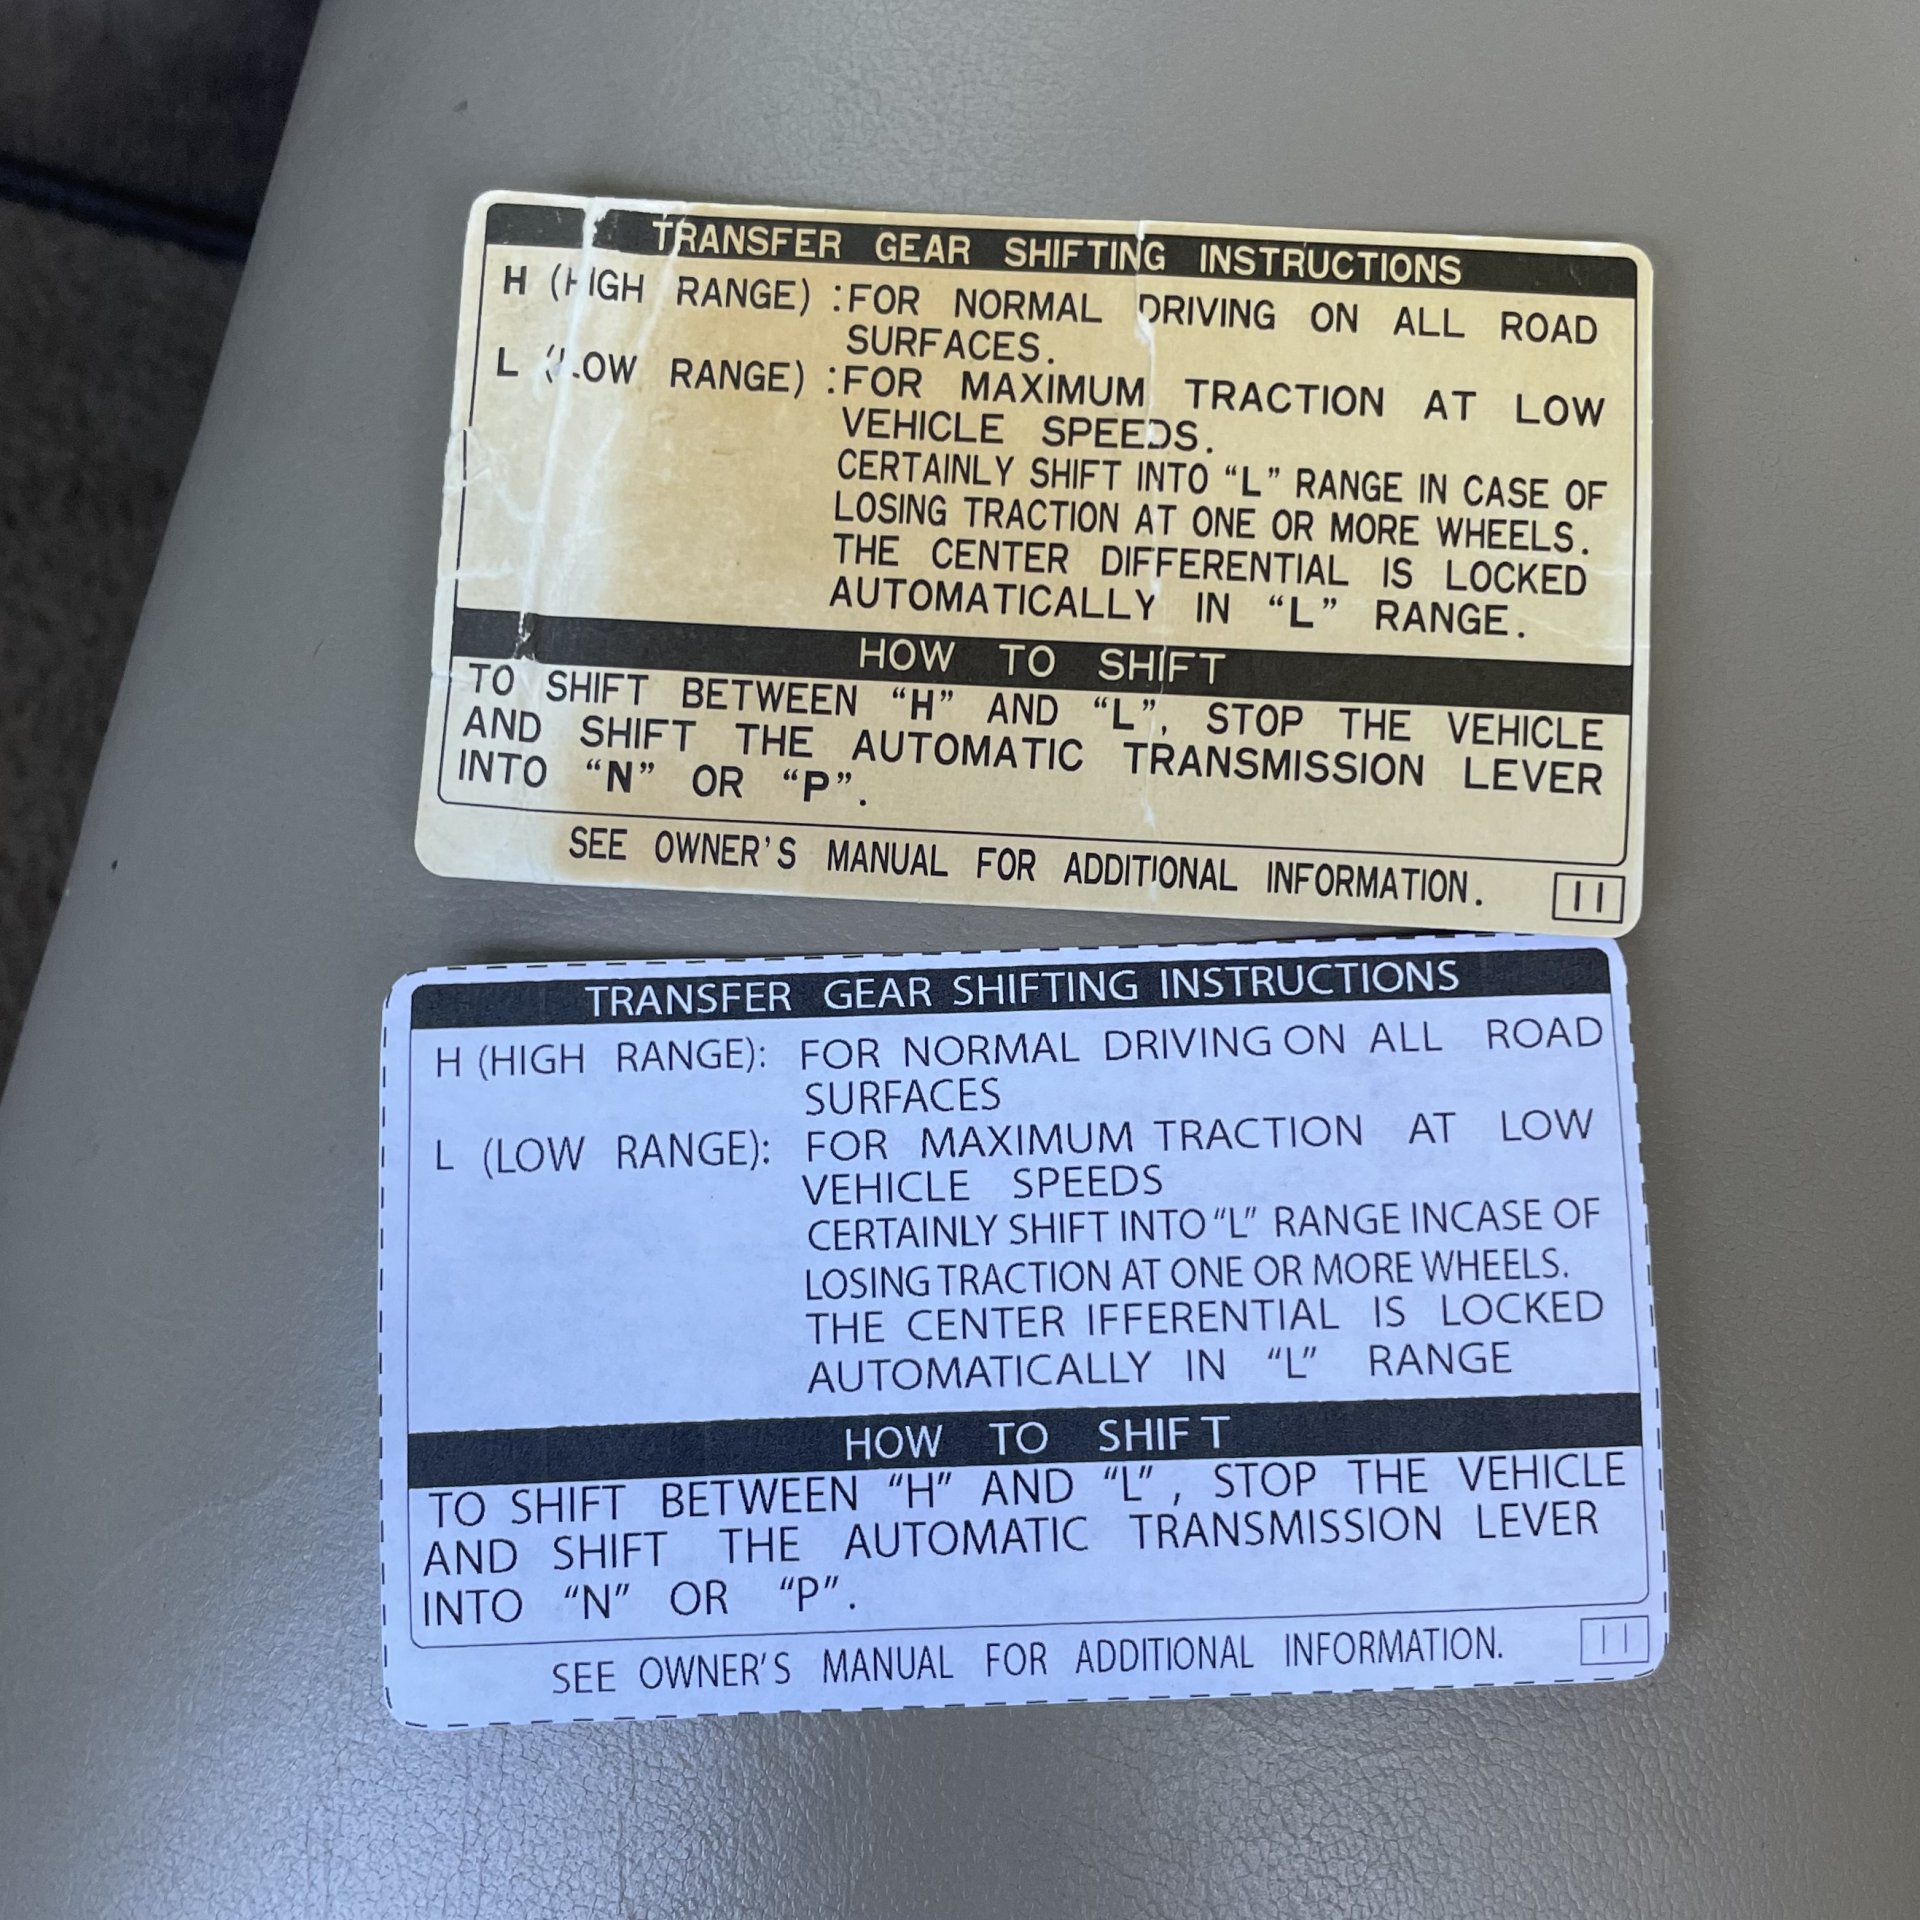 TRANSFER GEAR SHIFTING INSTRUCTIONS
H (HIGH RANGE) :FOR NORMAL DRIVING ON ALL ROAD
SURFACES.
L (LOW RANGE) :FOR MAXIMUM TRACTION AT LOW
VEHICLE SPEEDS.
CERTAINLY SHIFT INTO “L” RANGE IN CASE OF
LOSING TRACTION AT ONE OR MORE WHEELS.
THE CENTER DIFFERENTIAL IS LOCKED
AUTOMATICALLY IN “L” RANGE.
HOW TO SHIFT
TO SHIFT BETWEEN “H” AND “L”, STOP THE VEHICLE
AND SHIFT THE AUTOMATIC TRANSMISSION LEVER
INTO “N” OR “P”.
SEE OWNER'S MANUAL FOR ADDITIONAL INFORMATION. 11
TRANSFER GEAR SHIFTING INSTRUCTIONS
H (HIGH RANGE): FOR NORMAL DRIVING ON ALL ROAD
SURFACES
L (LOW RANGE): FOR MAXIMUM TRACTION AT LOW
VEHICLE SPEEDS
CERTAINLY SHIFT INTO “L” RANGE INCASE OF
LOSING TRACTION AT ONE OR MORE WHEELS.
THE CENTER IFFERENTIAL IS LOCKED
AUTOMATICALLY IN “L” RANGE
HOW TO SHIFT
TO SHIFT BETWEEN “H” AND “L”, STOP THE VEHICLE
AND SHIFT THE AUTOMATIC TRANSMISSION LEVER
INTO “N” OR “P”.
SEE OWNER'S MANUAL FOR ADDITIONAL INFORMATION. 11